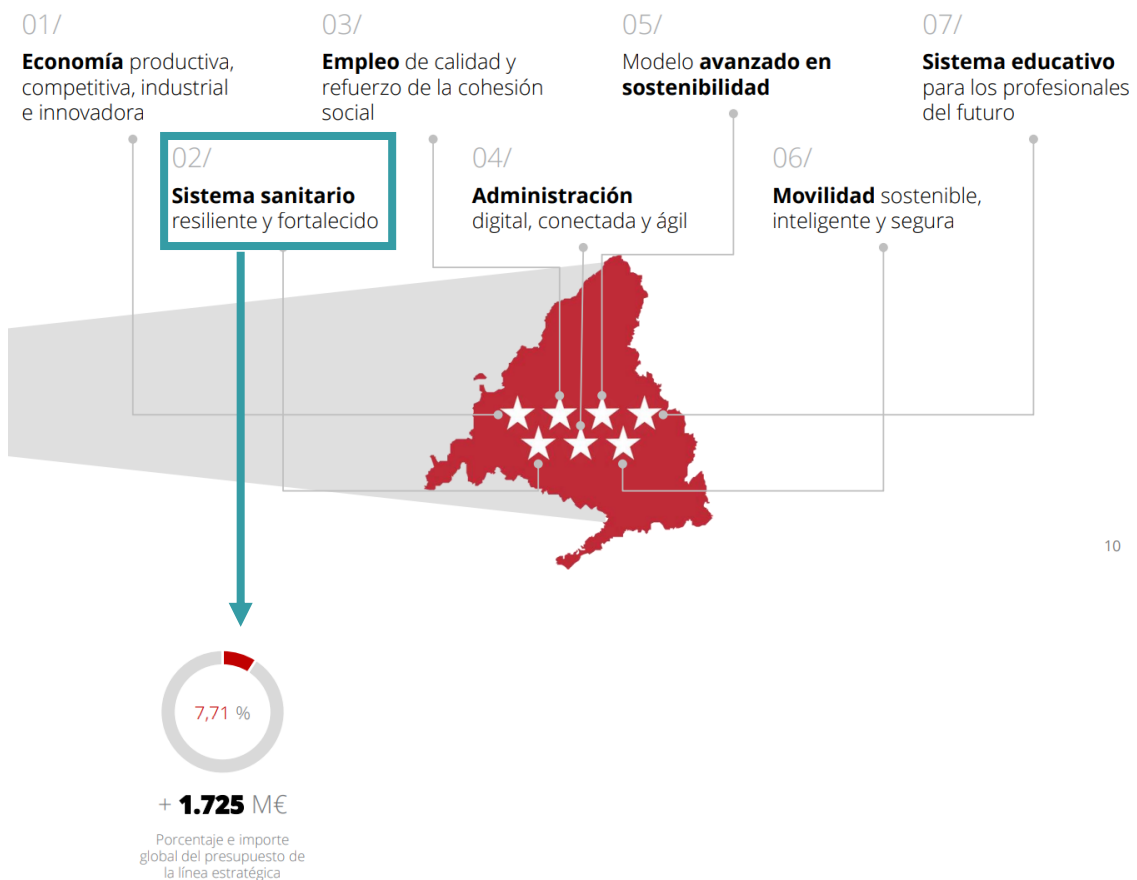 01/
Economía productiva,
competitiva, industrial
e innovadora
02/
Sistema sanitario
resiliente y fortalecido
03/
Empleo de calidad y
refuerzo de la cohesión
social
04/
Administración
digital, conectada y ágil
05/
Modelo avanzado en
sostenibilidad
06/
Movilidad sostenible,
inteligente y segura
07/
Sistema educativo
para los profesionales
del futuro
10
7,71 %
+ 1.725 M€
Porcentaje e importe
global del presupuesto de
la línea estratégica